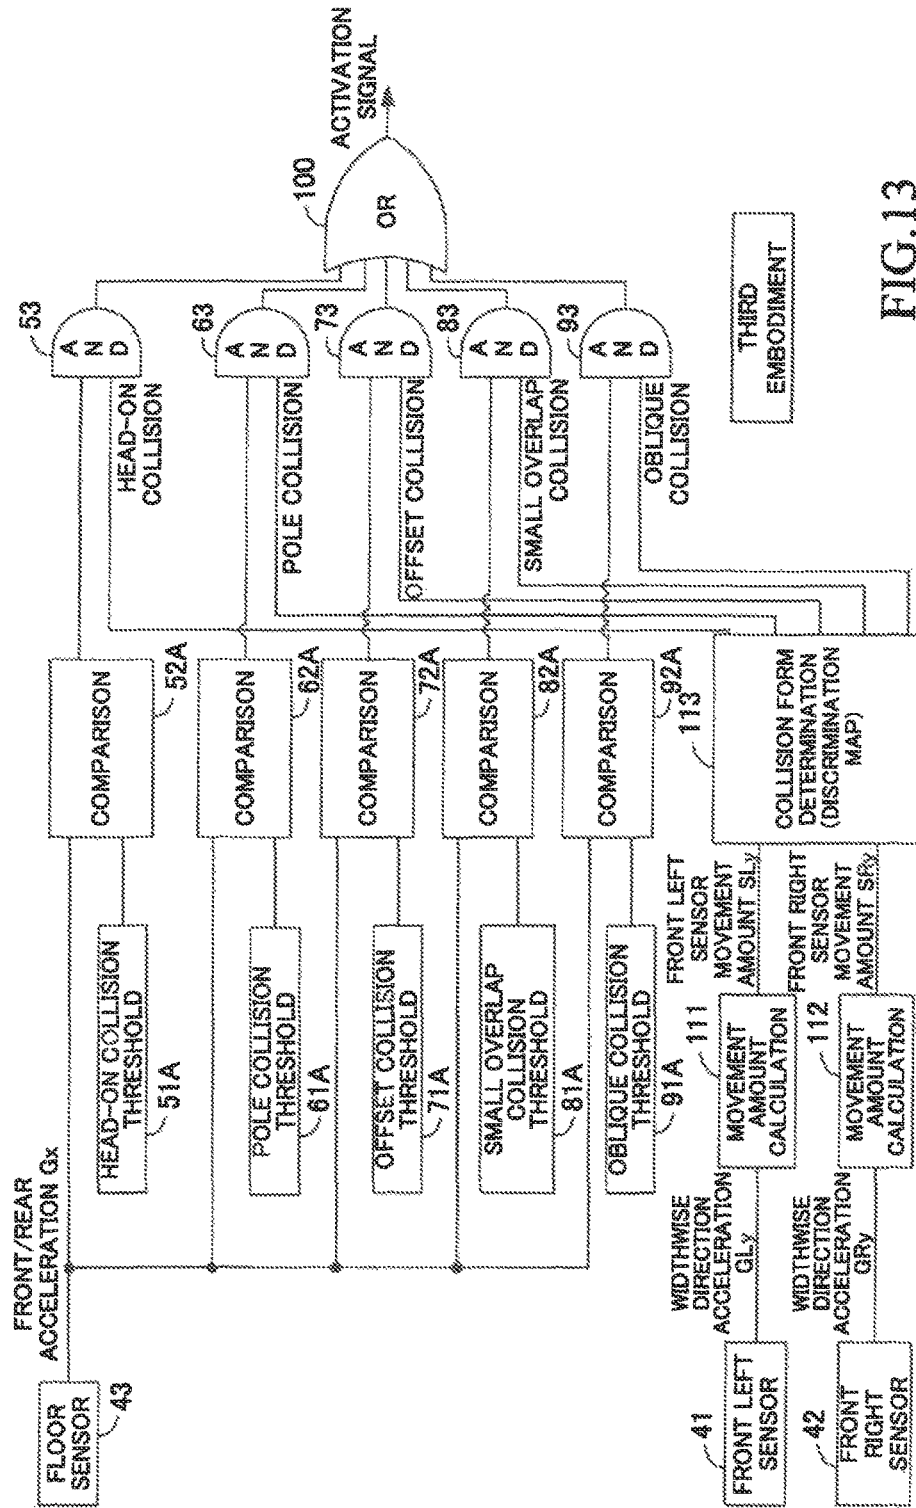 FLOOR
SENSOR
43
FRONT/REAR
ACCELERATION Gx
HEAD-ON COLLISION
THRESHOLD
51A
COMPARISON
52A
HEAD-ON
COLLISION
AND
53
POLE COLLISION
THRESHOLD
61A
COMPARISON
62A
POLE COLLISION
AND
63
OFFSET COLLISION
THRESHOLD
71A
COMPARISON
72A
OFFSET COLLISION
AND
73
SMALL OVERLAP
COLLISION
THRESHOLD
81A
COMPARISON
82A
SMALL OVERLAP
COLLISION
AND
83
OBLIQUE COLLISION
THRESHOLD
91A
COMPARISON
92A
OBLIQUE
COLLISION
AND
93
100
OR
ACTIVATION
SIGNAL
41
FRONT LEFT
SENSOR
WIDTHWISE
DIRECTION
ACCELERATION
GLy
111
MOVEMENT
AMOUNT
CALCULATION
FRONT LEFT
SENSOR
MOVEMENT
AMOUNT SLy
42
FRONT
RIGHT
SENSOR
WIDTHWISE
DIRECTION
ACCELERATION
GRy
112
MOVEMENT
AMOUNT
CALCULATION
FRONT RIGHT
SENSOR
MOVEMENT
AMOUNT SRy
113
COLLISION FORM
DETERMINATION
(DISCRIMINATION
MAP)
THIRD
EMBODIMENT
FIG.13